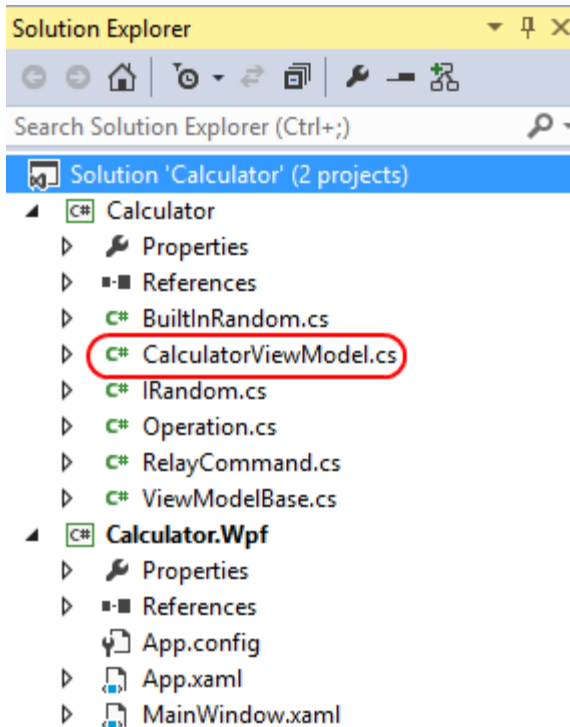 Solution Explorer
Search Solution Explorer (Ctrl+;)
Solution 'Calculator' (2 projects)
C# Calculator
Properties
References
C# BuiltInRandom.cs
C# CalculatorViewModel.cs
C# IRandom.cs
C# Operation.cs
C# RelayCommand.cs
C# ViewModelBase.cs
C# Calculator.Wpf
Properties
References
App.config
App.xaml
MainWindow.xaml